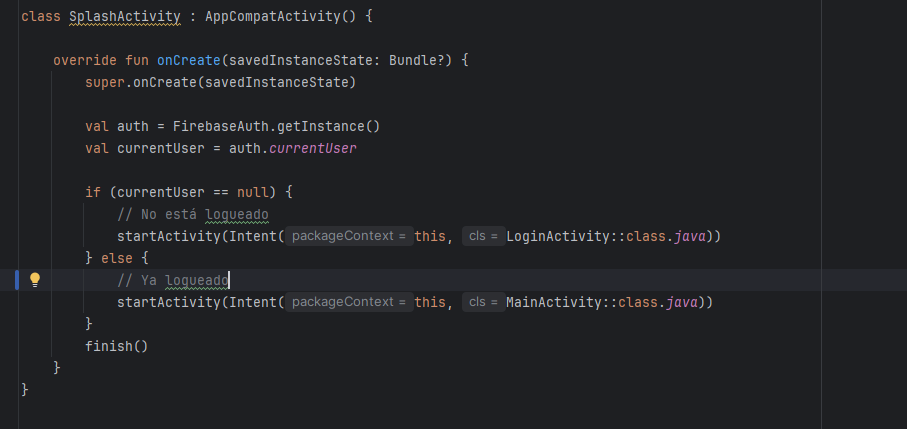 class SplashActivity : AppCompatActivity() {
override fun onCreate(savedInstanceState: Bundle?) {
super.onCreate(savedInstanceState)
val auth = FirebaseAuth.getInstance()
val currentUser = auth.currentUser
if (currentUser == null) {
// No está logueado
startActivity(Intent( packageContext = this, cls = LoginActivity::class.java))
} else {
// Ya logueado
startActivity(Intent( packageContext = this, cls = MainActivity::class.java))
}
finish()
}
}